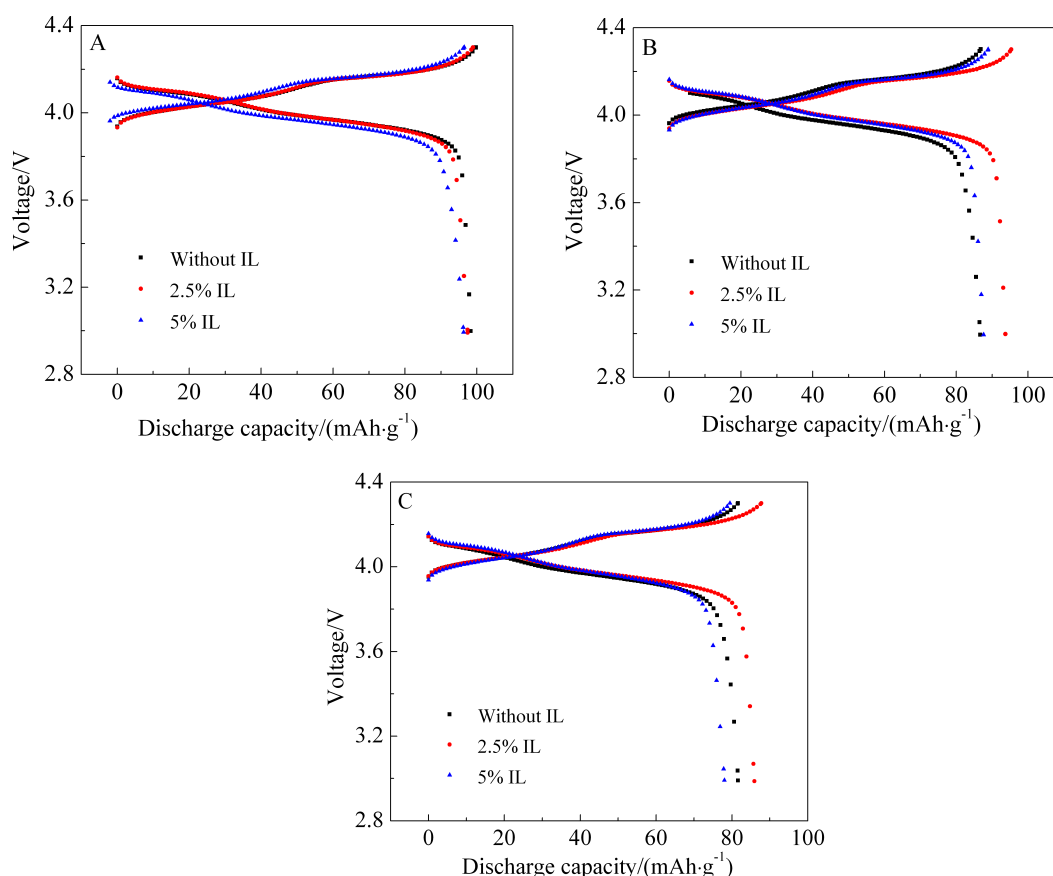 A
4.4
4.0
3.6
3.2
2.8
Voltage/V
Without IL
2.5% IL
5% IL
0 20 40 60 80 100
Discharge capacity/(mAh·g⁻¹)
B
4.4
4.0
3.6
3.2
2.8
Voltage/V
Without IL
2.5% IL
5% IL
0 20 40 60 80 100
Discharge capacity/(mAh·g⁻¹)
C
4.4
4.0
3.6
3.2
2.8
Voltage/V
Without IL
2.5% IL
5% IL
0 20 40 60 80 100
Discharge capacity/(mAh·g⁻¹)